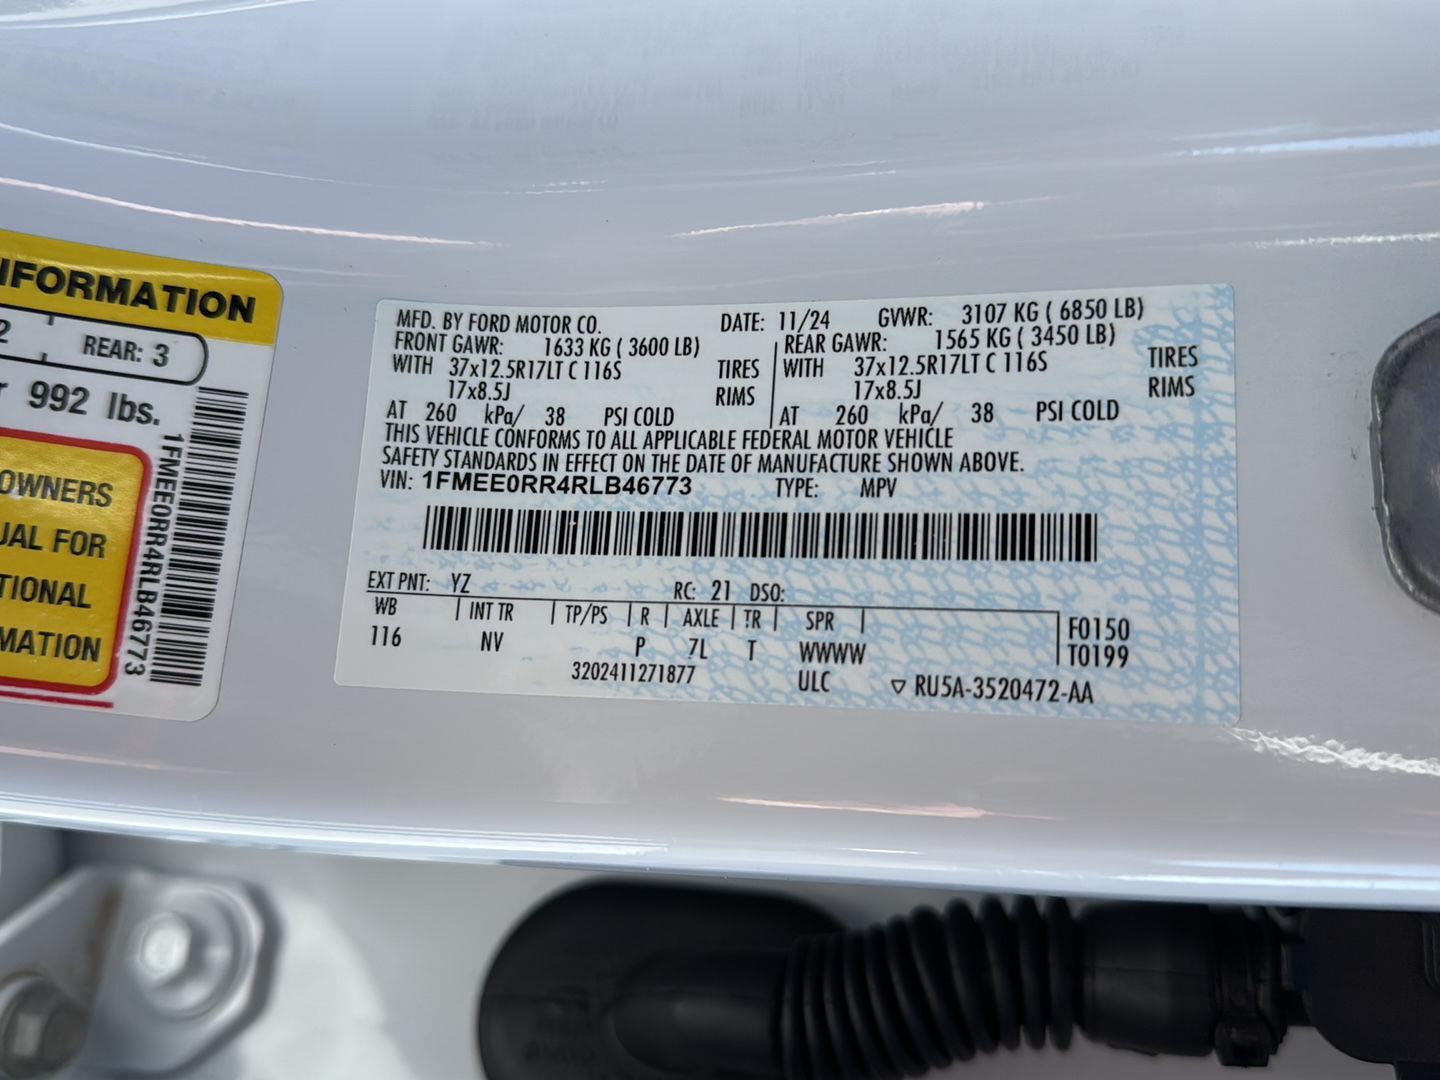 INFORMATION
2 REAR: 3
992 lbs.
OWNERS
UAL FOR
TIONAL
MATION
1FMEE0RR4RLB46773
MFD. BY FORD MOTOR CO. DATE: 11/24 GVWR: 3107 KG ( 6850 LB)
FRONT GAWR: 1633 KG ( 3600 LB) REAR GAWR: 1565 KG ( 3450 LB)
WITH 37x12.5R17LT C 116S TIRES WITH 37x12.5R17LT C 116S TIRES
17x8.5J RIMS 17x8.5J RIMS
AT 260 kPa/ 38 PSI COLD AT 260 kPa/ 38 PSI COLD
THIS VEHICLE CONFORMS TO ALL APPLICABLE FEDERAL MOTOR VEHICLE
SAFETY STANDARDS IN EFFECT ON THE DATE OF MANUFACTURE SHOWN ABOVE.
VIN: 1FMEE0RR4RLB46773 TYPE: MPV
EXT PNT: YZ RC: 21 DSO:
WB INT TR TP/PS R AXLE TR SPR F0150
116 NV P 7L T WWWW T0199
3202411271877 ULC ▽ RU5A-3520472-AA